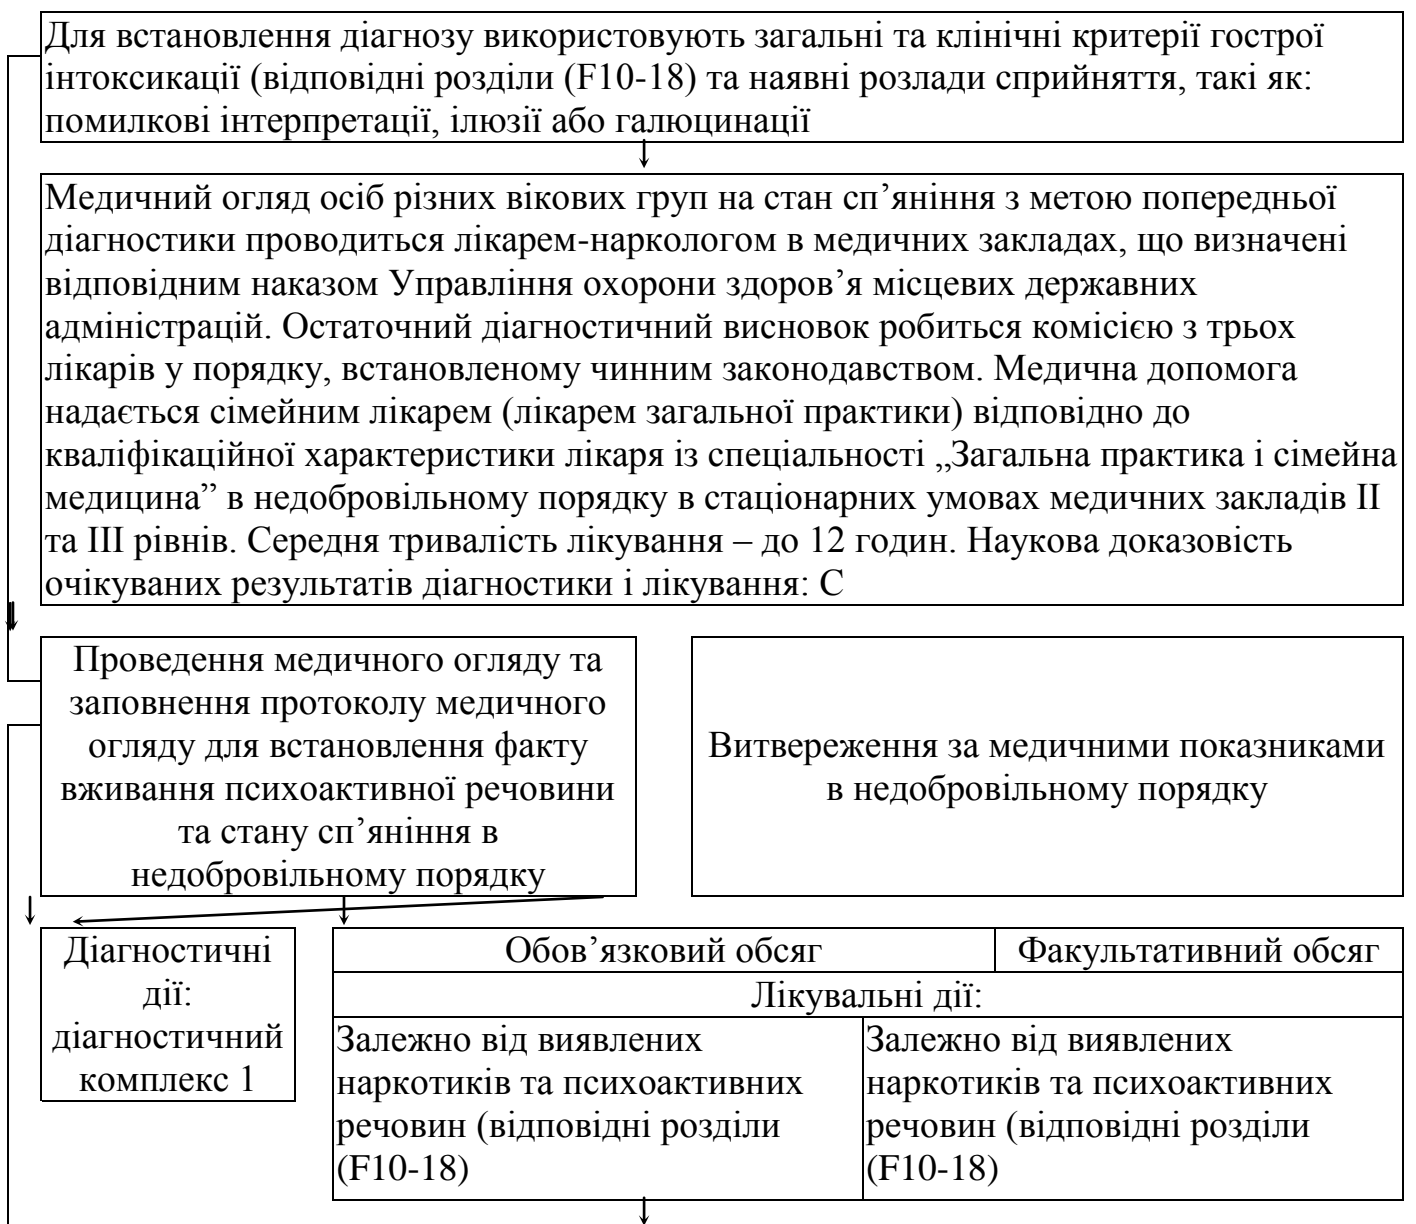 Для встановлення діагнозу використовують загальні та клінічні критерії гострої
інтоксикації (відповідні розділи (F10-18) та наявні розлади сприйняття, такі як:
помилкові інтерпретації, ілюзії або галюцинації
Медичний огляд осіб різних вікових груп на стан сп’яніння з метою попередньої
діагностики проводиться лікарем-наркологом в медичних закладах, що визначені
відповідним наказом Управління охорони здоров’я місцевих державних
адміністрацій. Остаточний діагностичний висновок робиться комісією з трьох
лікарів у порядку, встановленому чинним законодавством. Медична допомога
надається сімейним лікарем (лікарем загальної практики) відповідно до
кваліфікаційної характеристики лікаря із спеціальності „Загальна практика і сімейна
медицина” в недобровільному порядку в стаціонарних умовах медичних закладів ІІ
та ІІІ рівнів. Середня тривалість лікування – до 12 годин. Наукова доказовість
очікуваних результатів діагностики і лікування: С
Проведення медичного огляду та
заповнення протоколу медичного
огляду для встановлення факту
вживання психоактивної речовини
та стану сп’яніння в
недобровільному порядку
Витвереження за медичними показниками
в недобровільному порядку
Діагностичні
дії:
діагностичний
комплекс 1
Обов’язковий обсяг
Факультативний обсяг
Лікувальні дії:
Залежно від виявлених
наркотиків та психоактивних
речовин (відповідні розділи
(F10-18)
Залежно від виявлених
наркотиків та психоактивних
речовин (відповідні розділи
(F10-18)